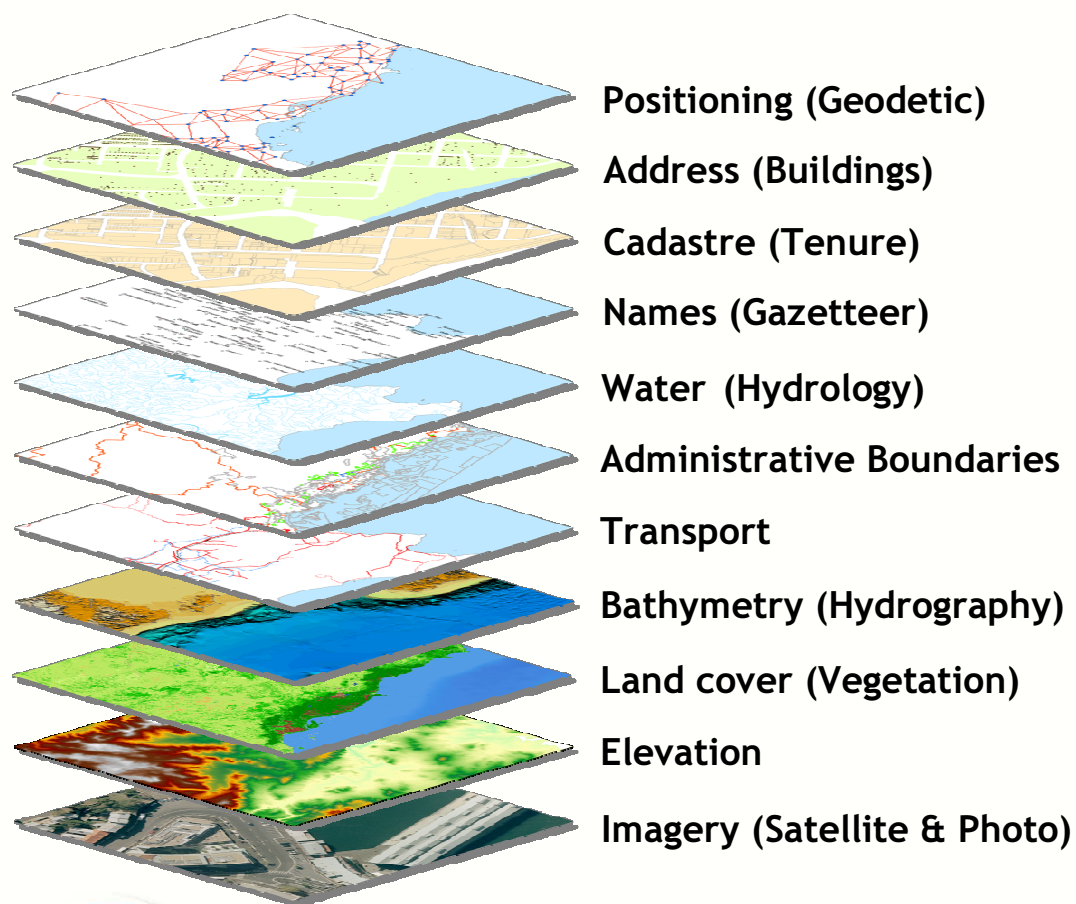 Positioning (Geodetic)
Address (Buildings)
Cadastre (Tenure)
Names (Gazetteer)
Water (Hydrology)
Administrative Boundaries
Transport
Bathymetry (Hydrography)
Land cover (Vegetation)
Elevation
Imagery (Satellite & Photo)